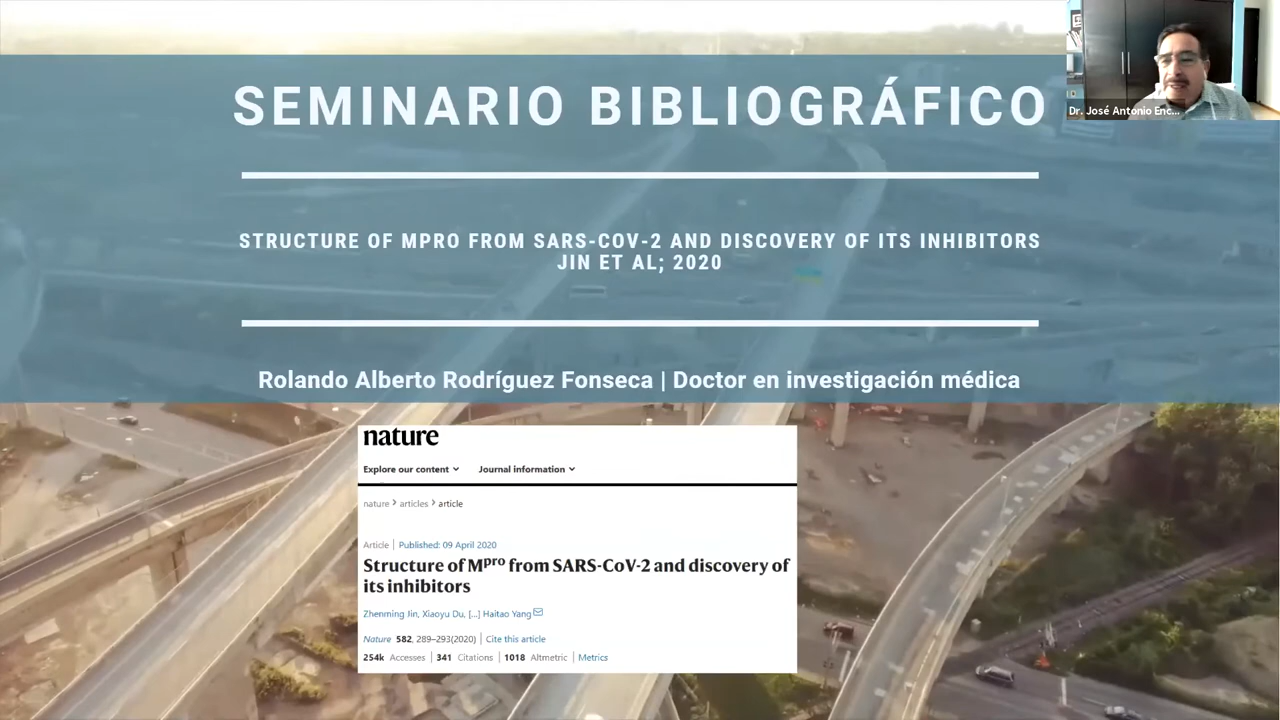 SEMINARIO BIBLIOGRÁFICO
Dr. José Antonio Enc...
STRUCTURE OF MPRO FROM SARS-COV-2 AND DISCOVERY OF ITS INHIBITORS
JIN ET AL; 2020
Rolando Alberto Rodríguez Fonseca | Doctor en investigación médica
nature
Explore our content Journal information
nature > articles > article
Article | Published: 09 April 2020
Structure of Mpro from SARS-CoV-2 and discovery of
its inhibitors
Zhenming Jin, Xiaoyu Du, [...] Haitao Yang
Nature 582, 289–293(2020) | Cite this article
254k Accesses | 341 Citations | 1018 Altmetric | Metrics